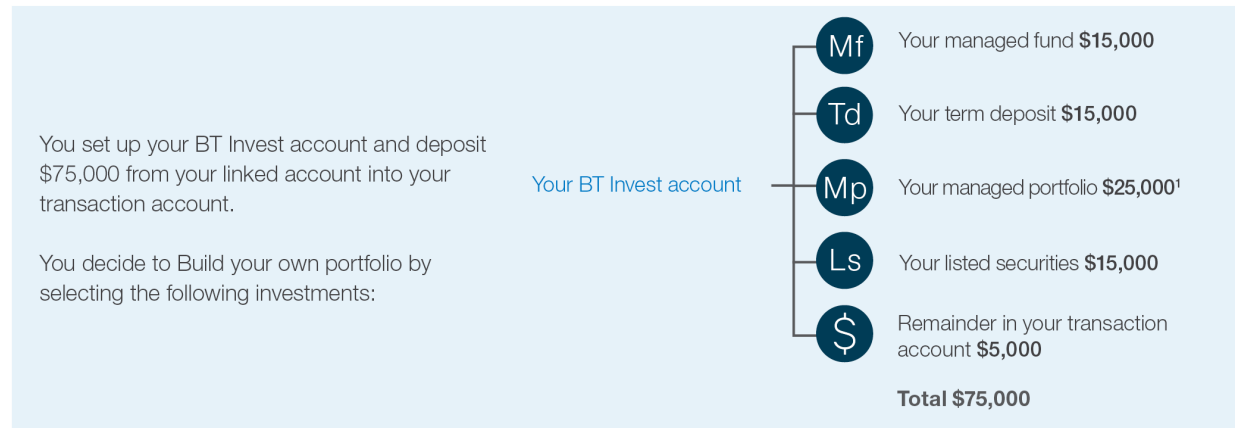 You set up your BT Invest account and deposit
$75,000 from your linked account into your
transaction account.
You decide to Build your own portfolio by
selecting the following investments:
Your BT Invest account
Mf
Your managed fund $15,000
Td
Your term deposit $15,000
Mp
Your managed portfolio $25,000¹
Ls
Your listed securities $15,000
$
Remainder in your transaction
account $5,000
Total $75,000